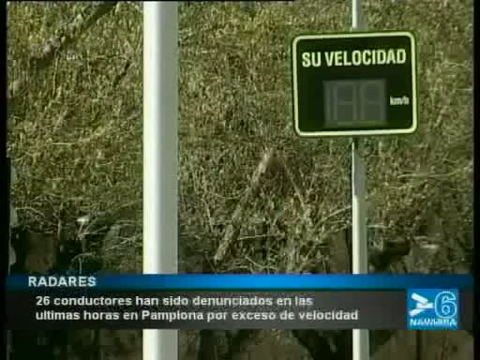 SU VELOCIDAD
km/h
RADARES
26 conductores han sido denunciados en las
ultimas horas en Pamplona por exceso de velocidad
6
NAVARRA